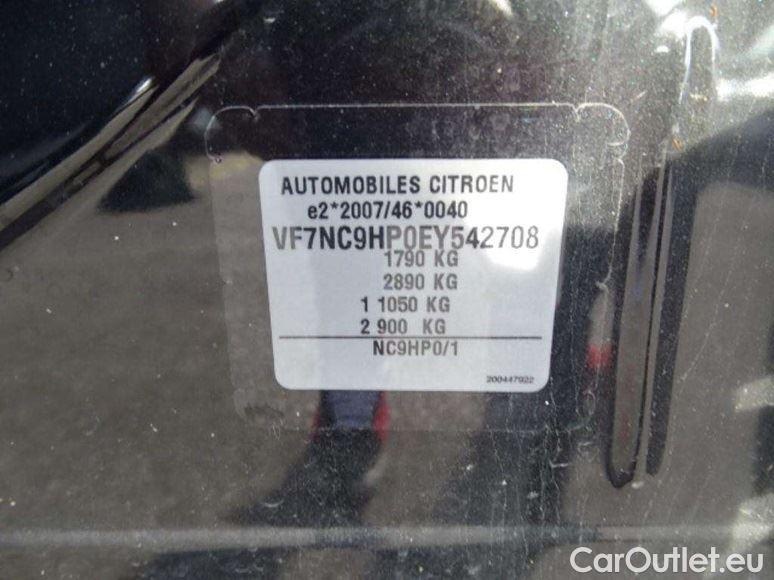 AUTOMOBILES CITROEN
e2*2007/46*0040
VF7NC9HP0EY542708
1790 KG
2890 KG
1 1050 KG
2 900 KG
NC9HP0/1
200447922
CarOutlet.eu